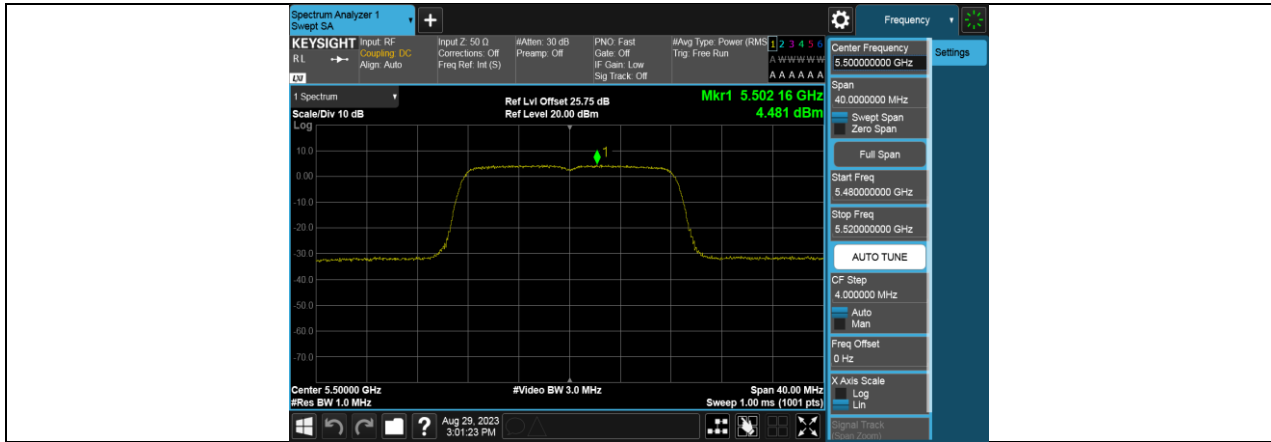 Spectrum Analyzer 1
Swept SA
Frequency
KEYSIGHT
RL
LXI
Input: RF
Coupling: DC
Align: Auto
Input Z: 50 Ω
Corrections: Off
Freq Ref: Int (S)
#Atten: 30 dB
Preamp: Off
PNO: Fast
Gate: Off
IF Gain: Low
Sig Track: Off
#Avg Type: Power (RMS
Trig: Free Run
1 2 3 4 5 6
A W W W W W
A A A A A A
1 Spectrum
Scale/Div 10 dB
Ref Lvl Offset 25.75 dB
Ref Level 20.00 dBm
Mkr1 5.502 16 GHz
4.481 dBm
Log
1
10.0
0.00
-10.0
-20.0
-30.0
-40.0
-50.0
-60.0
-70.0
Center 5.50000 GHz
#Res BW 1.0 MHz
#Video BW 3.0 MHz
Span 40.00 MHz
Sweep 1.00 ms (1001 pts)
Aug 29, 2023
3:01:23 PM
Settings
Center Frequency
5.500000000 GHz
Span
40.0000000 MHz
Swept Span
Zero Span
Full Span
Start Freq
5.480000000 GHz
Stop Freq
5.520000000 GHz
AUTO TUNE
CF Step
4.000000 MHz
Auto
Man
Freq Offset
0 Hz
X Axis Scale
Log
Lin
Signal Track
(Span Zoom)